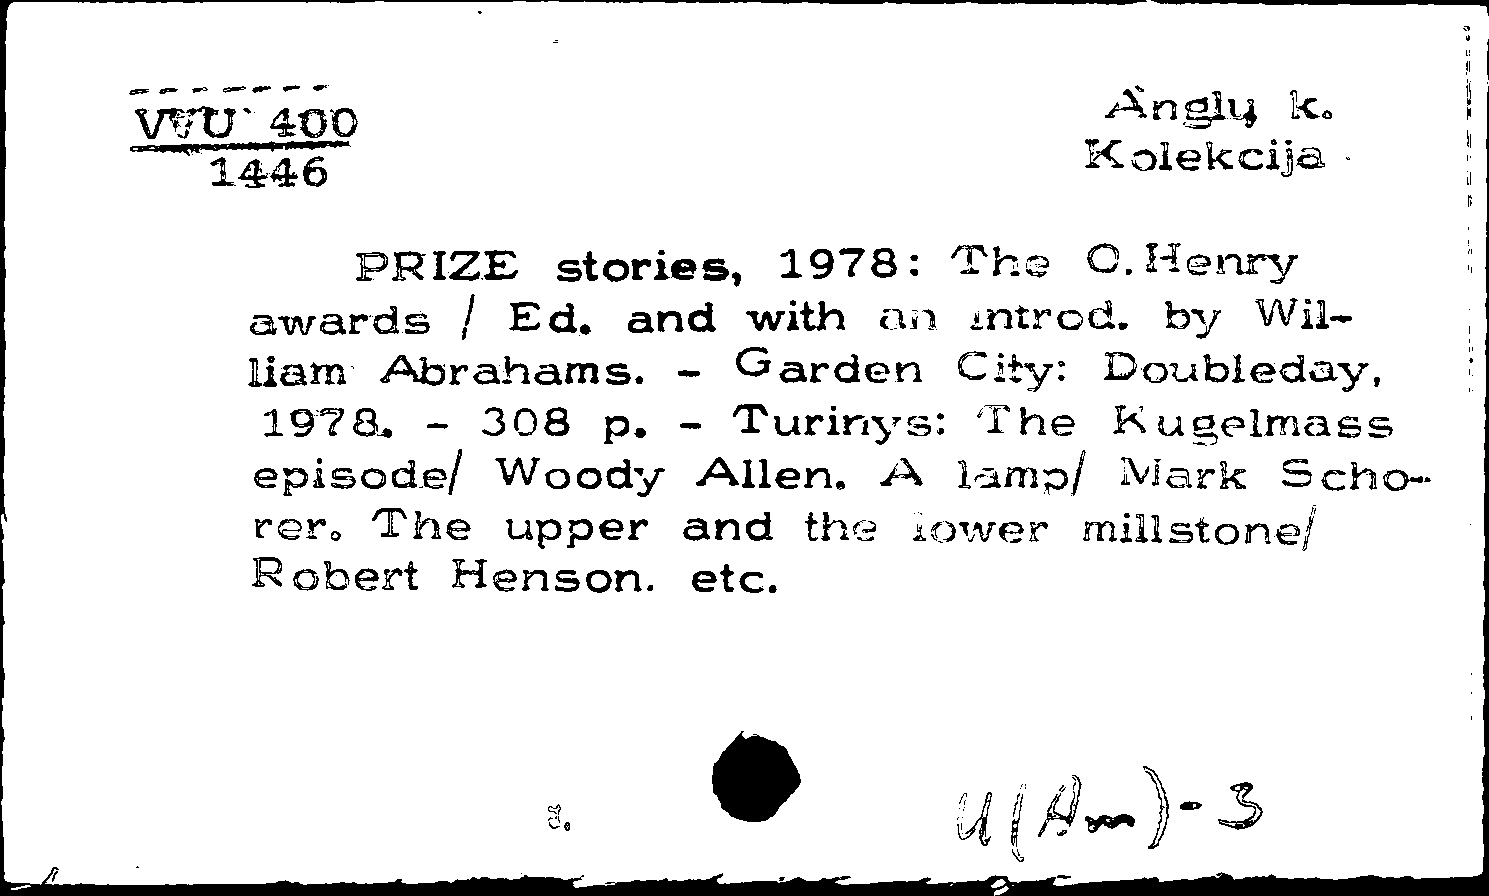 VVU 400
1446
Anglų k.
Kolekcija
PRIZE stories, 1978: The O.Henry
awards / Ed. and with an introd. by Wil-
liam Abrahams. - Garden City: Doubleday,
1978. - 308 p. - Turinys: The Kugelmass
episode/ Woody Allen. A lamp/ Mark Scho-
rer. The upper and the lower millstone/
Robert Henson. etc.
U(Am)-3